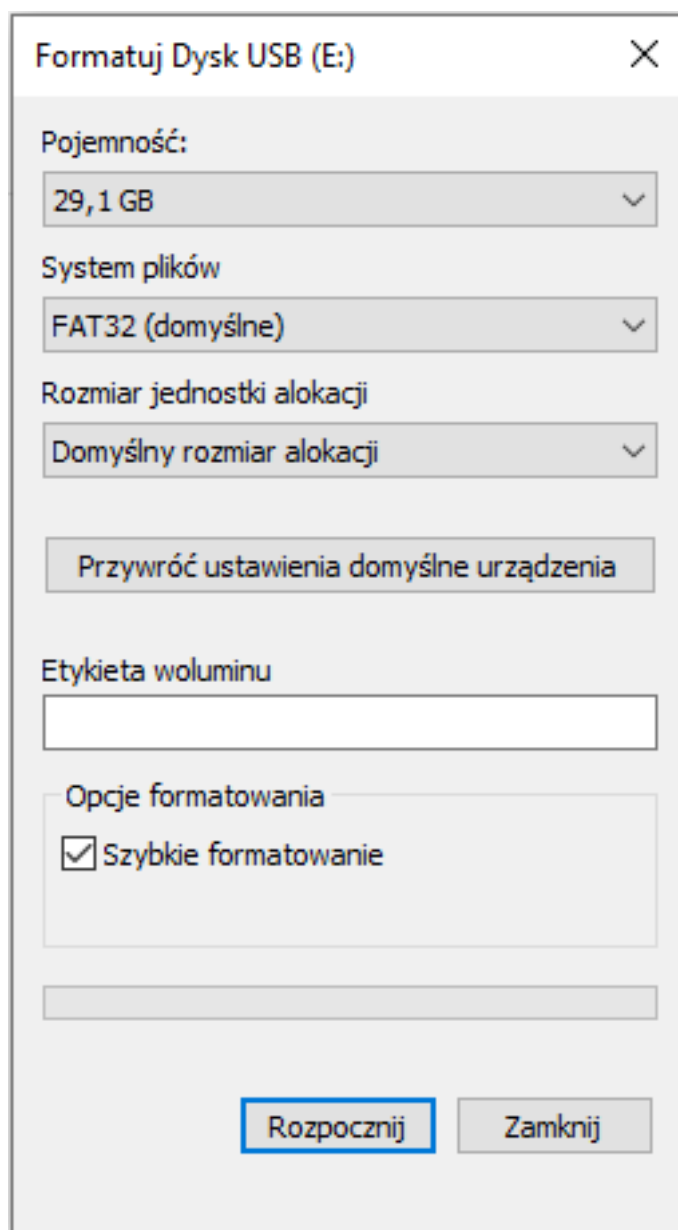 Formatuj Dysk USB (E:)
Pojemność:
29,1 GB
System plików
FAT32 (domyślne)
Rozmiar jednostki alokacji
Domyślny rozmiar alokacji
Przywróć ustawienia domyślne urządzenia
Etykieta woluminu
Opcje formatowania
Szybkie formatowanie
Rozpocznij Zamknij